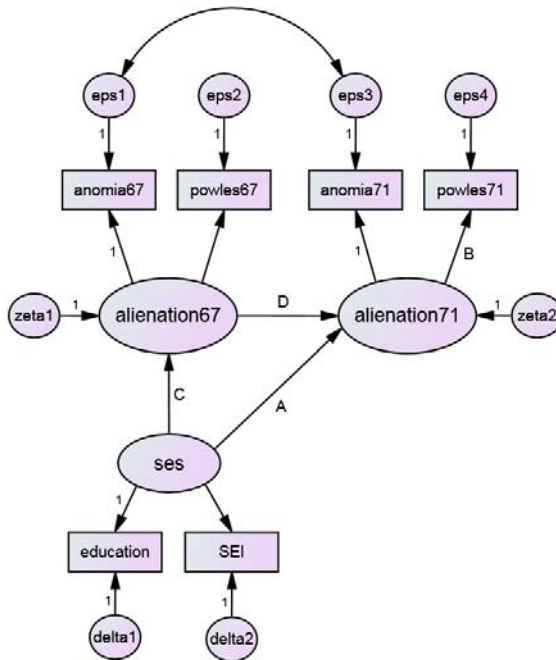 eps1 eps2 eps3 eps4
1 1 1 1
anomia67 powles67 anomia71 powles71
1 1 B
zeta1 1 alienation67 D alienation71 1 zeta2
C A
ses
1
education SEI
1 1
delta1 delta2